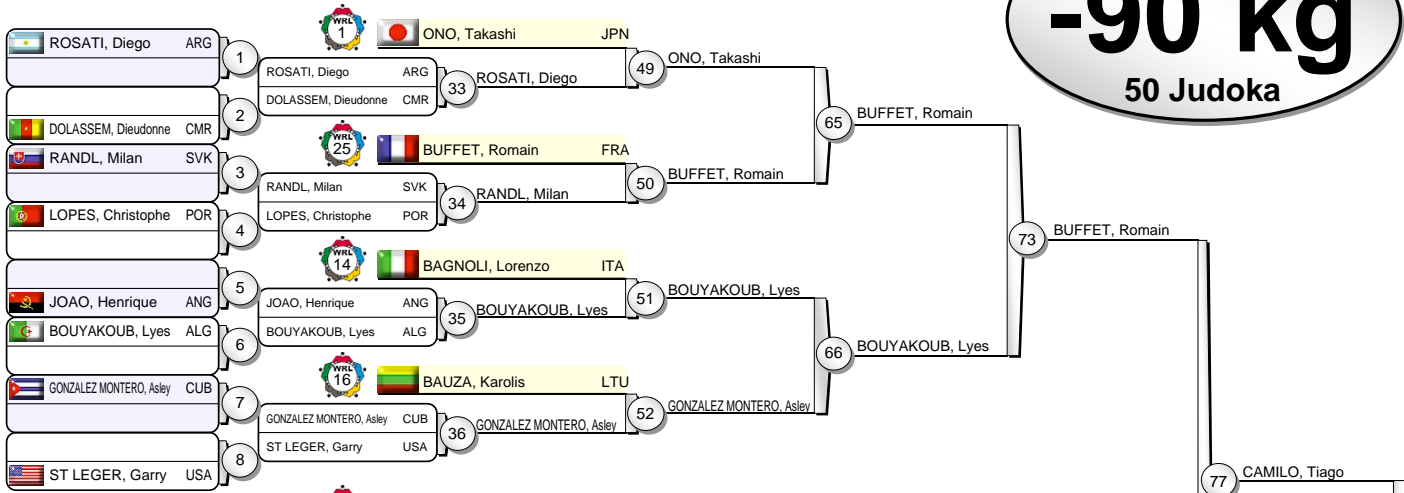 -90 kg
50 Judoka
ROSATI, Diego ARG
1
DOLASSEM, Dieudonne CMR
2
RANDL, Milan SVK
3
LOPES, Christophe POR
4
JOAO, Henrique ANG
5
BOUYAKOUB, Lyes ALG
6
GONZALEZ MONTERO, Asley CUB
7
ST LEGER, Garry USA
8
WRL 1 ONO, Takashi JPN
ROSATI, Diego ARG
DOLASSEM, Dieudonne CMR
33
ROSATI, Diego
WRL 25 BUFFET, Romain FRA
RANDL, Milan SVK
LOPES, Christophe POR
34
RANDL, Milan
WRL 14 BAGNOLI, Lorenzo ITA
JOAO, Henrique ANG
BOUYAKOUB, Lyes ALG
35
BOUYAKOUB, Lyes
WRL 16 BAUZA, Karolis LTU
GONZALEZ MONTERO, Asley CUB
ST LEGER, Garry USA
36
GONZALEZ MONTERO, Asley
49
ONO, Takashi
50
BUFFET, Romain
51
BOUYAKOUB, Lyes
52
GONZALEZ MONTERO, Asley
65
BUFFET, Romain
66
BOUYAKOUB, Lyes
73
BUFFET, Romain
77
CAMILO, Tiago